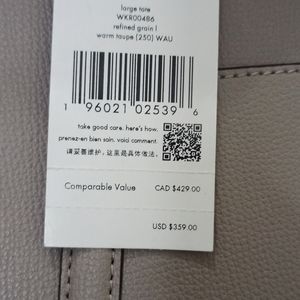 large tote
WKR00486
refined grain l
warm taupe (250) WAU
1 96021 02539 6
take good care. here's how.
prenez-en bien soin. voici comment.
请妥善维护，这里是具体做法。
Comparable Value CAD $429.00
USD $359.00